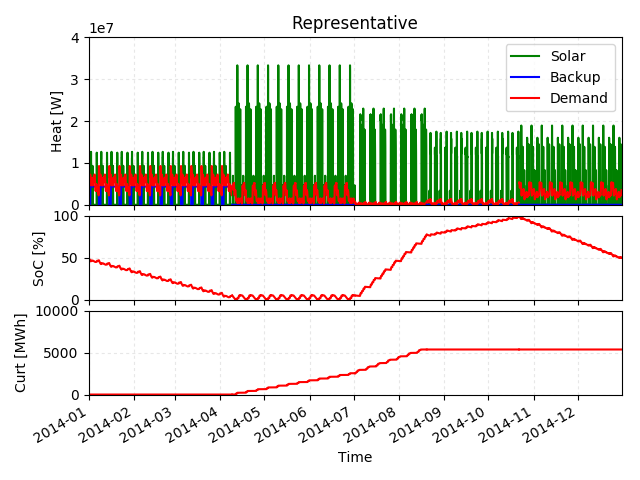 Representative
1e7
4
3
2
1
0
Heat [W]
Solar
Backup
Demand
100
50
0
SoC [%]
10000
5000
0
Curt [MWh]
2014-01
2014-02
2014-03
2014-04
2014-05
2014-06
2014-07
2014-08
2014-09
2014-10
2014-11
2014-12
Time